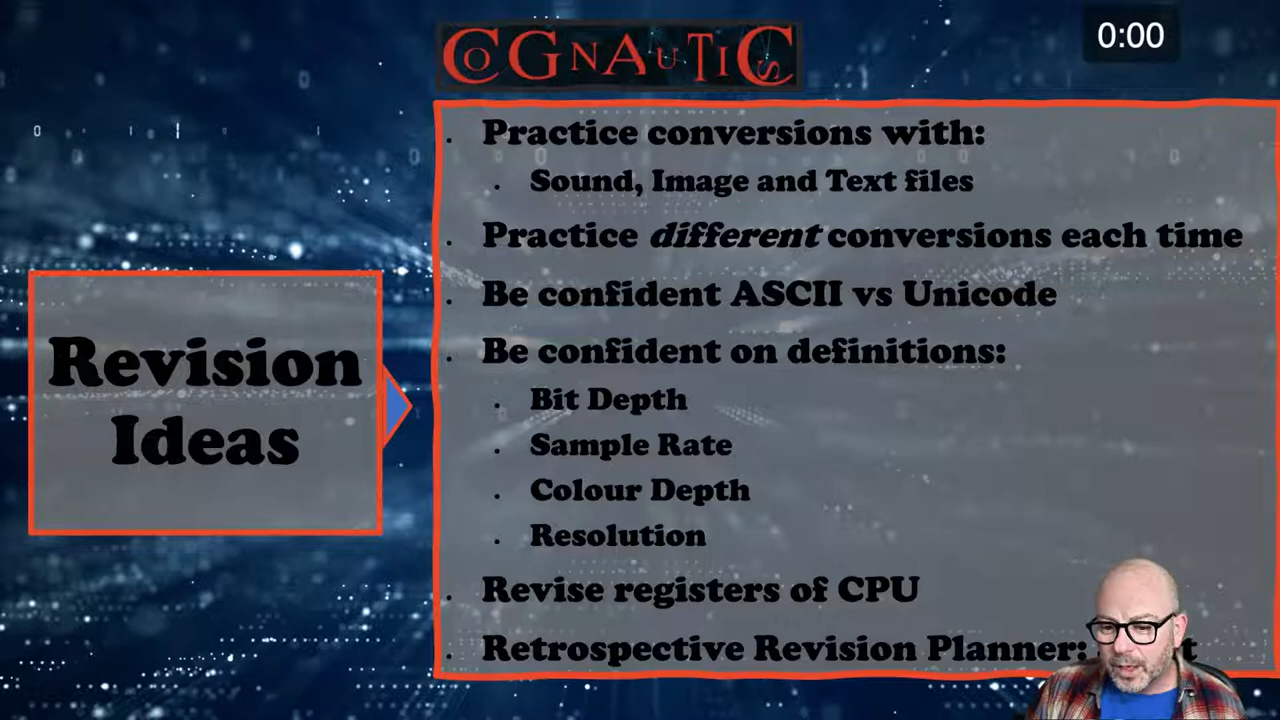 COGNAUTICS
0:00
Practice conversions with:
Sound, Image and Text files
Practice different conversions each time
Be confident ASCII vs Unicode
Be confident on definitions:
Revision
Ideas
Bit Depth
Sample Rate
Colour Depth
Resolution
Revise registers of CPU
Retrospective Revision Planner: